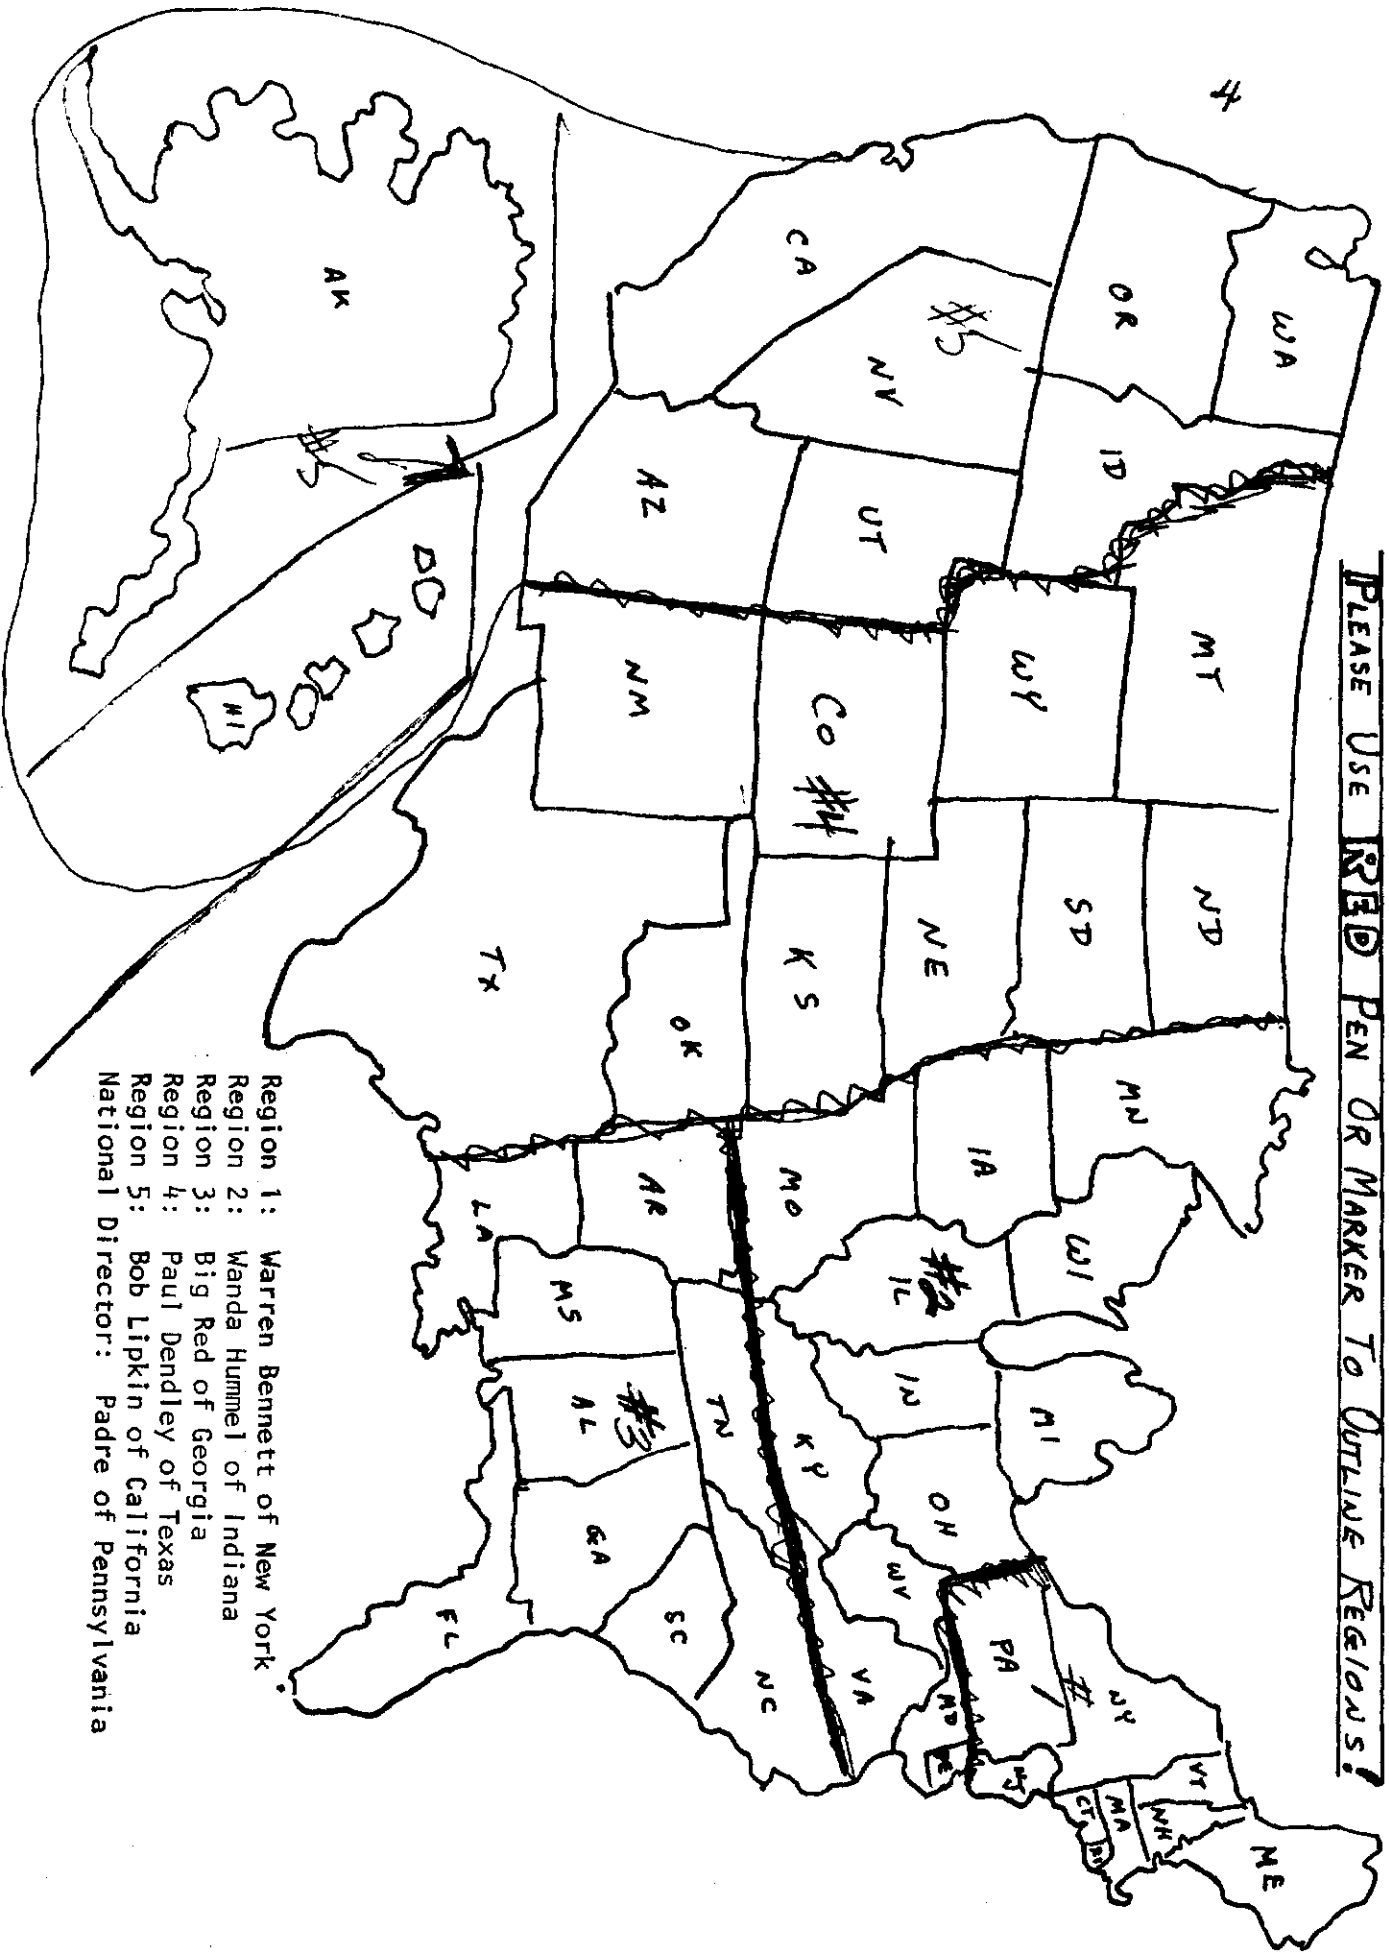 4
PLEASE USE RED PEN OR MARKER TO OUTLINE REGIONS!
WA
OR
CA
#5
NV
ID
UT
AZ
MT
WY
CO #4
NM
ND
SD
NE
KS
OK
TX
MN
IA
MO
AR
LA
WI
#2
IL
MS
MI
IN
KY
TN
#3
AL
OH
WV
GA
FL
SC
NC
VA
PA
#1
NY
MD
DE
NJ
VT
NH
MA
CT
RI
ME
AK
#5
HI
Region 1: Warren Bennett of New York
Region 2: Wanda Hummel of Indiana
Region 3: Big Red of Georgia
Region 4: Paul Dendley of Texas
Region 5: Bob Lipkin of California
National Director: Padre of Pennsylvania